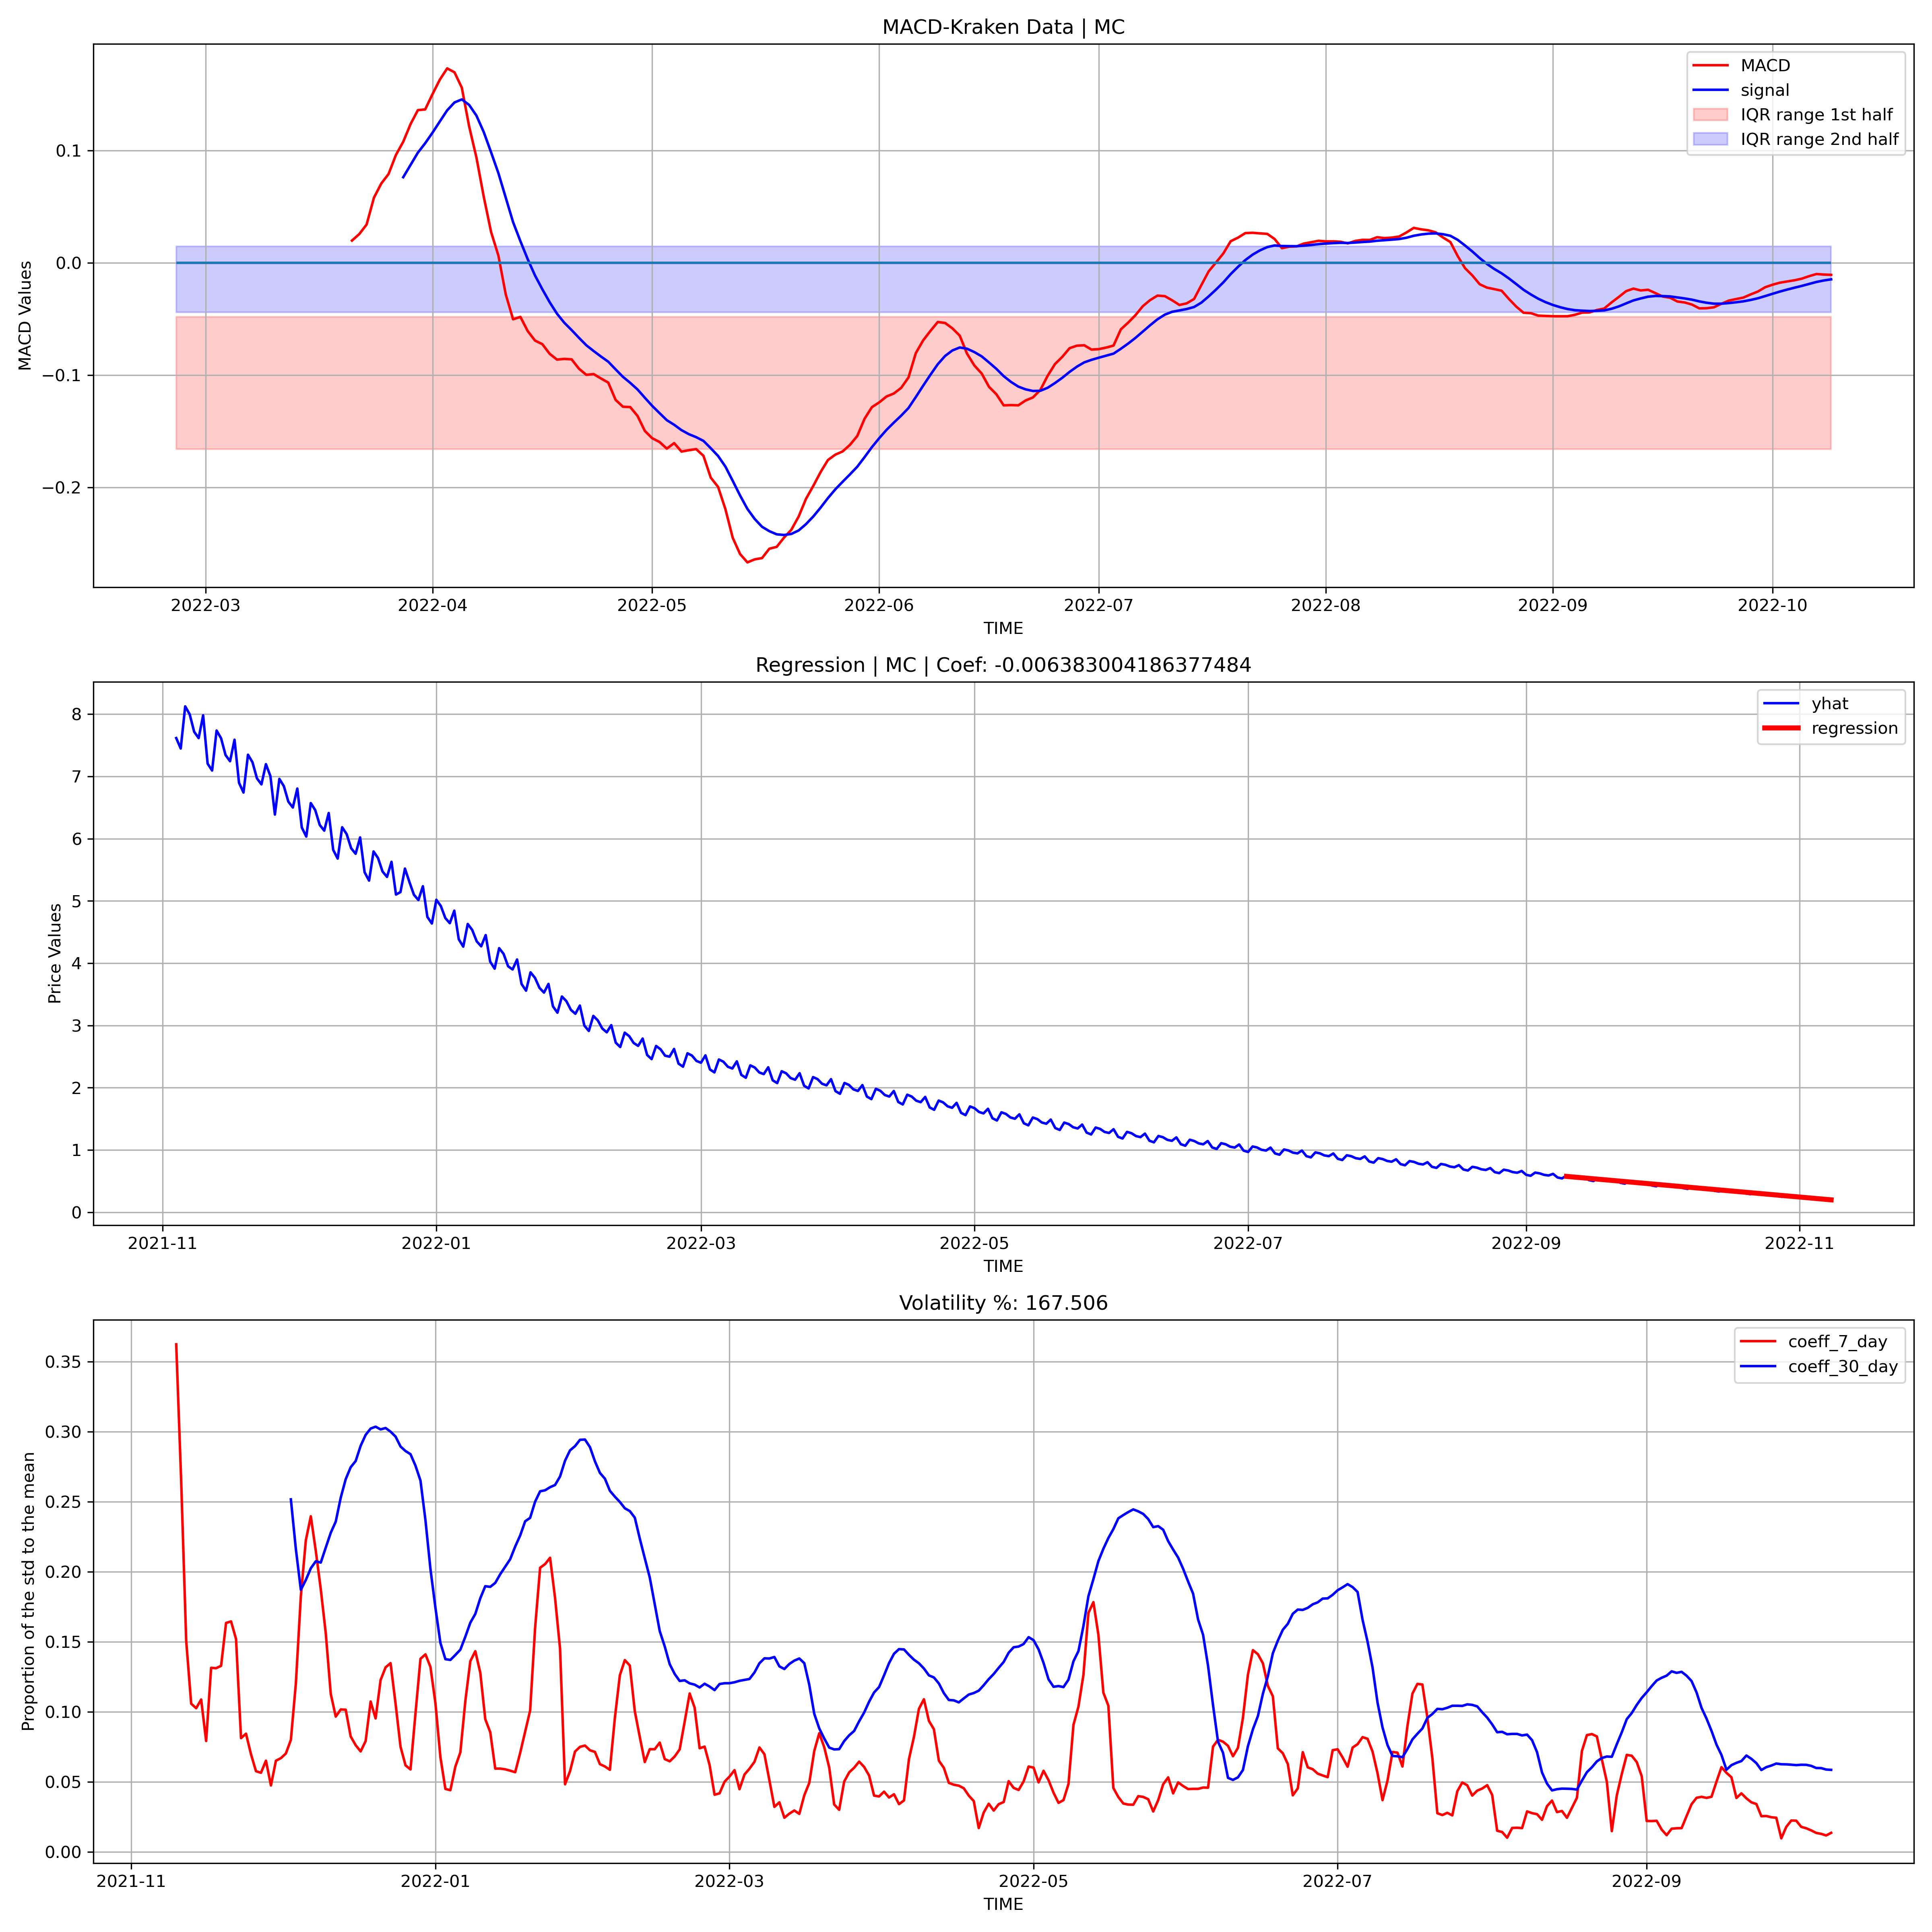 MACD-Kraken Data | MC
MACD Values
0.1
0.0
−0.1
−0.2
MACD
signal
IQR range 1st half
IQR range 2nd half
2022-03
2022-04
2022-05
2022-06
2022-07
2022-08
2022-09
2022-10
TIME
Regression | MC | Coef: -0.006383004186377484
Price Values
8
7
6
5
4
3
2
1
0
yhat
regression
2021-11
2022-01
2022-03
2022-05
2022-07
2022-09
2022-11
TIME
Volatility %: 167.506
Proportion of the std to the mean
0.35
0.30
0.25
0.20
0.15
0.10
0.05
0.00
coeff_7_day
coeff_30_day
2021-11
2022-01
2022-03
2022-05
2022-07
2022-09
TIME